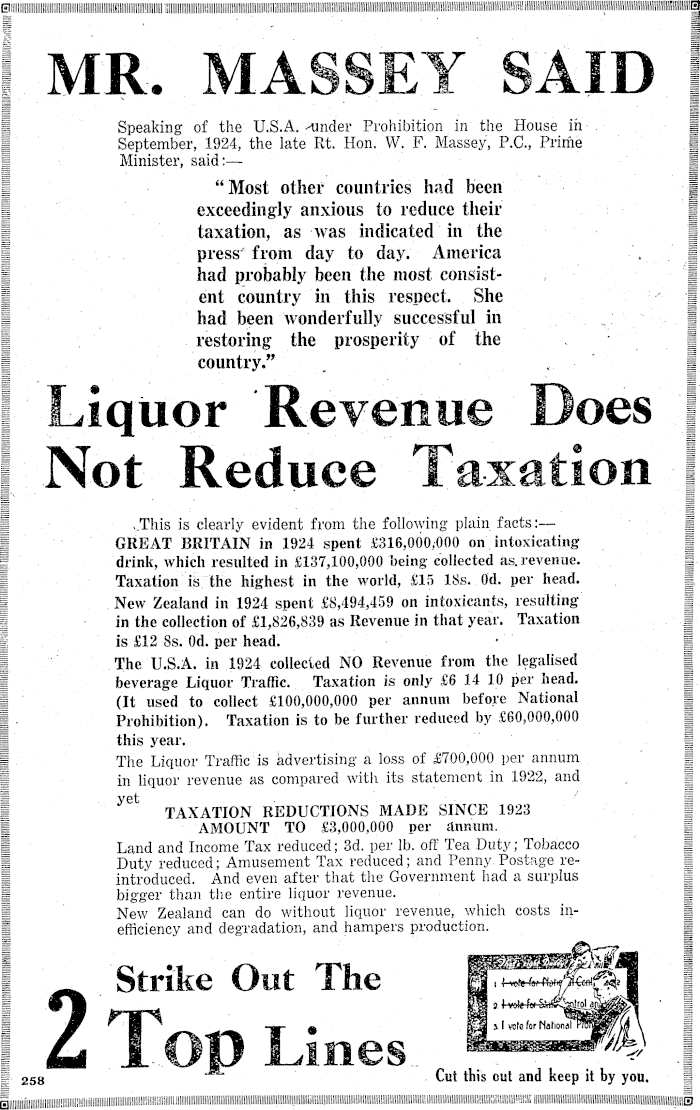 MR. MASSEY SAID
Speaking of the U.S.A. under Prohibition in the House in
September, 1924, the late Rt. Hon. W. F. Massey, P.C., Prime
Minister, said:—
“Most other countries had been
exceedingly anxious to reduce their
taxation, as was indicated in the
press from day to day. America
had probably been the most consist-
ent country in this respect. She
had been wonderfully successful in
restoring the prosperity of the
country.”
Liquor Revenue Does
Not Reduce Taxation
This is clearly evident from the following plain facts:—
GREAT BRITAIN in 1924 spent £316,000,000 on intoxicating
drink, which resulted in £137,100,000 being collected as revenue.
Taxation is the highest in the world, £15 18s. 0d. per head.
New Zealand in 1924 spent £8,494,459 on intoxicants, resulting
in the collection of £1,826,839 as Revenue in that year. Taxation
is £12 8s. 0d. per head.
The U.S.A. in 1924 collected NO Revenue from the legalised
beverage Liquor Traffic. Taxation is only £6 14 10 per head.
(It used to collect £100,000,000 per annum before National
Prohibition). Taxation is to be further reduced by £60,000,000
this year.
The Liquor Traffic is advertising a loss of £700,000 per annum
in liquor revenue as compared with its statement in 1922, and
yet
TAXATION REDUCTIONS MADE SINCE 1923
AMOUNT TO £3,000,000 per annum.
Land and Income Tax reduced; 3d. per lb. off Tea Duty; Tobacco
Duty reduced; Amusement Tax reduced; and Penny Postage re-
introduced. And even after that the Government had a surplus
bigger than the entire liquor revenue.
New Zealand can do without liquor revenue, which costs in-
efficiency and degradation, and hampers production.
Strike Out The
2 Top Lines
1 I vote for
2 I vote for
3 I vote for National
Cut this out and keep it by you.
258